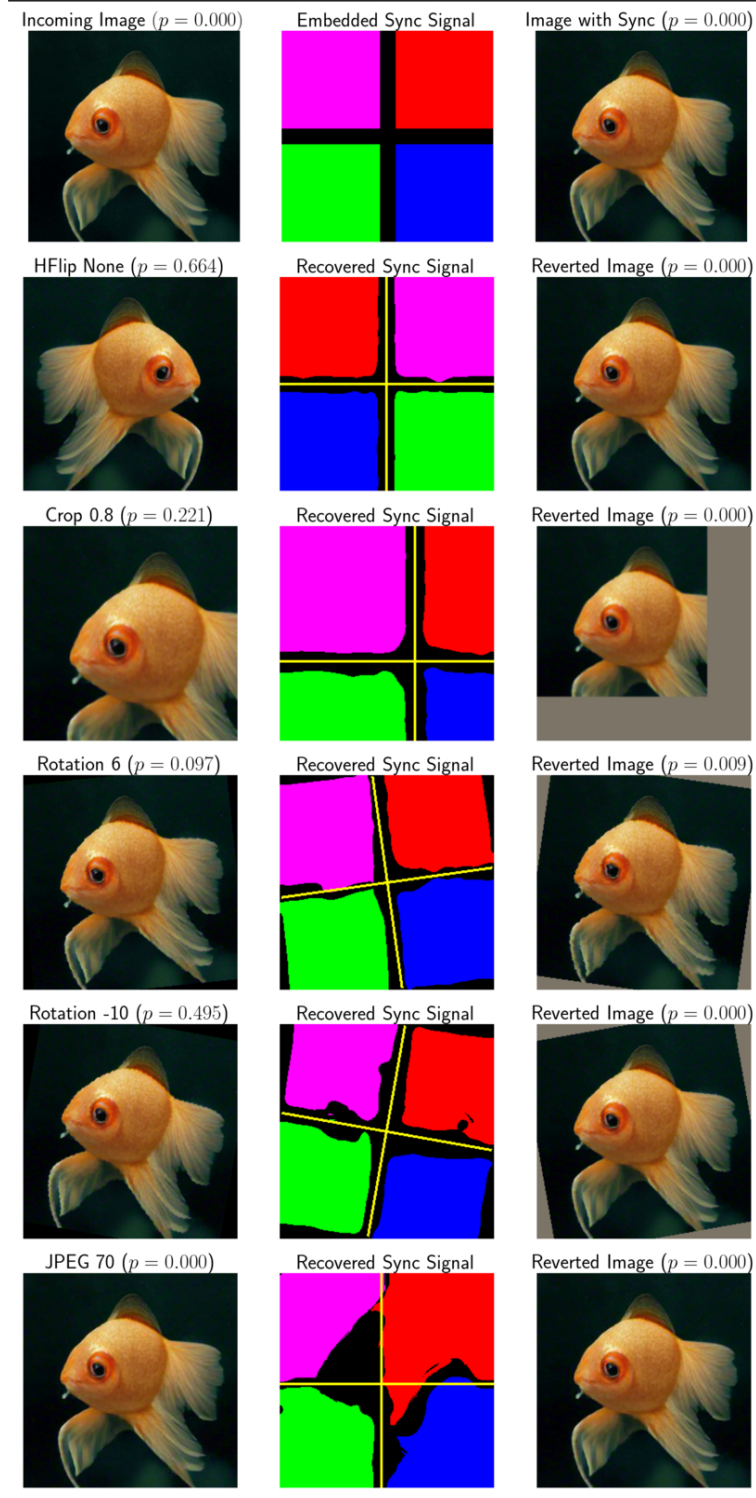 Incoming Image (p = 0.000) Embedded Sync Signal Image with Sync (p = 0.000)
HFlip None (p = 0.664) Recovered Sync Signal Reverted Image (p = 0.000)
Crop 0.8 (p = 0.221) Recovered Sync Signal Reverted Image (p = 0.000)
Rotation 6 (p = 0.097) Recovered Sync Signal Reverted Image (p = 0.009)
Rotation -10 (p = 0.495) Recovered Sync Signal Reverted Image (p = 0.000)
JPEG 70 (p = 0.000) Recovered Sync Signal Reverted Image (p = 0.000)